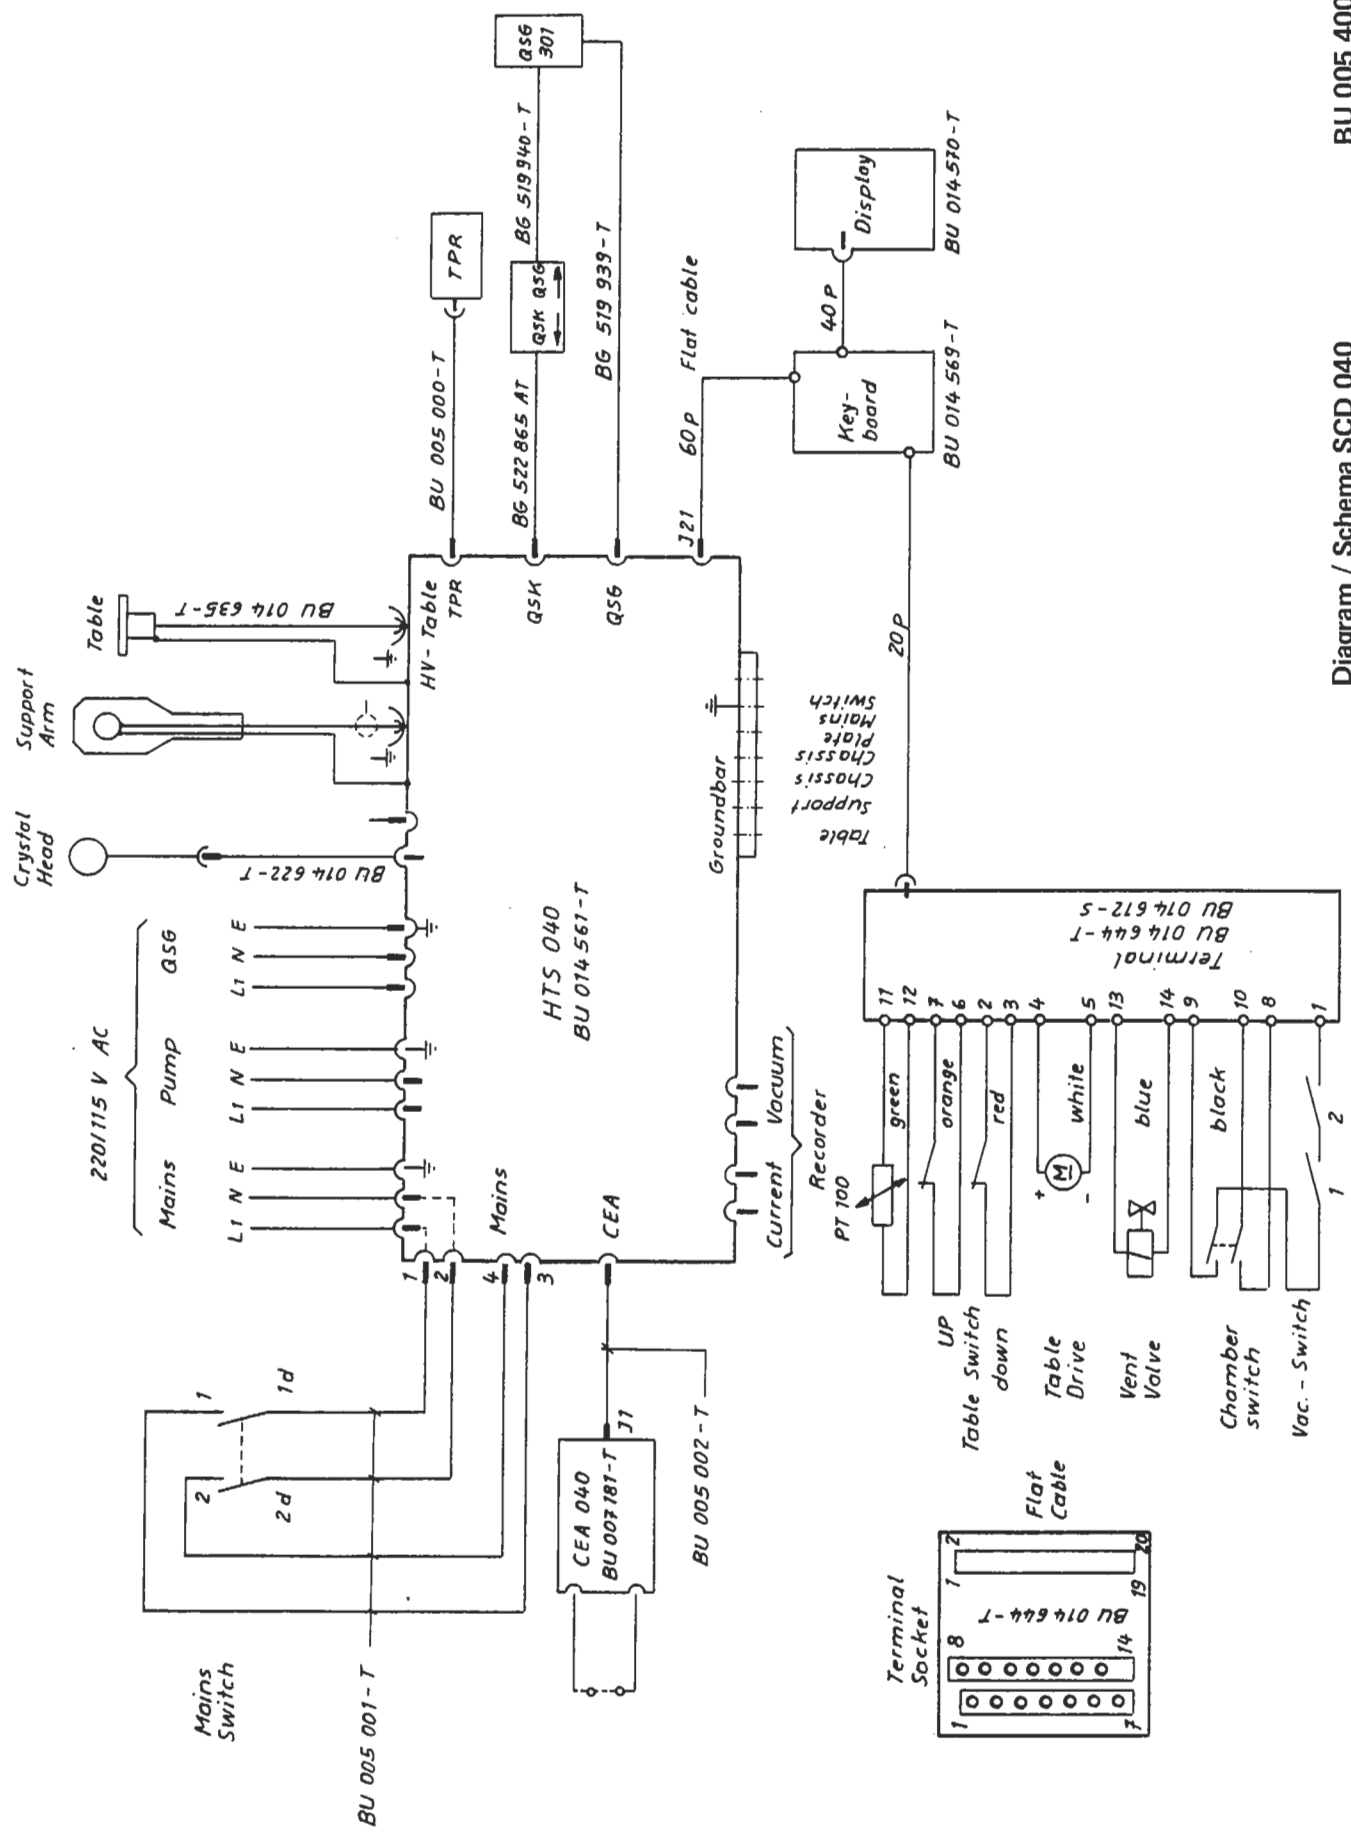 Crystal
Head
Support
Arm
Table
BU 014 622-T
BU 014 635-T
220/115 V AC
Mains
Pump
QSG
L1 N E
L1 N E
L1 N E
HV-Table
TPR
BU 005 000-T
TPR
QSK
BG 522 865 AT
QSK QSG
BG 519 940-T
QSG
301
QSG
BG 519 939-T
J21
60P
Flat cable
HTS 040
BU 014 561-T
Mains
Switch
1
1d
2
2d
BU 005 001-T
1
2
4
3
Mains
CEA
J1
CEA 040
BU 007 181-T
BU 005 002-T
Current
Vacuum
Recorder
Groundbar
Table
Support
Chassis
Chassis
Plate
Mains
Switch
Key-
board
BU 014 569-T
40P
Display
BU 014 570-T
20P
Terminal
BU 014 644-T
BU 014 612-S
11
12
7
6
2
3
4
5
13
14
9
10
8
1
PT 100
green
UP
orange
Table Switch
down
red
Table
Drive
+
M
-
white
Vent
Valve
blue
Chamber
switch
black
Vac.-Switch
1
2
Terminal
Socket
1
7
8
14
BU 014 644-T
1
2
19
20
Flat
Cable
Diagram / Schema SCD 040
BU 005 400